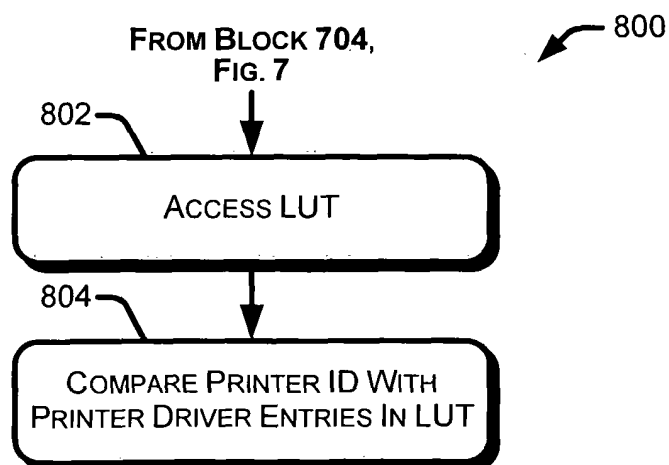 FROM BLOCK 704,
FIG. 7
800
802
ACCESS LUT
804
COMPARE PRINTER ID WITH
PRINTER DRIVER ENTRIES IN LUT